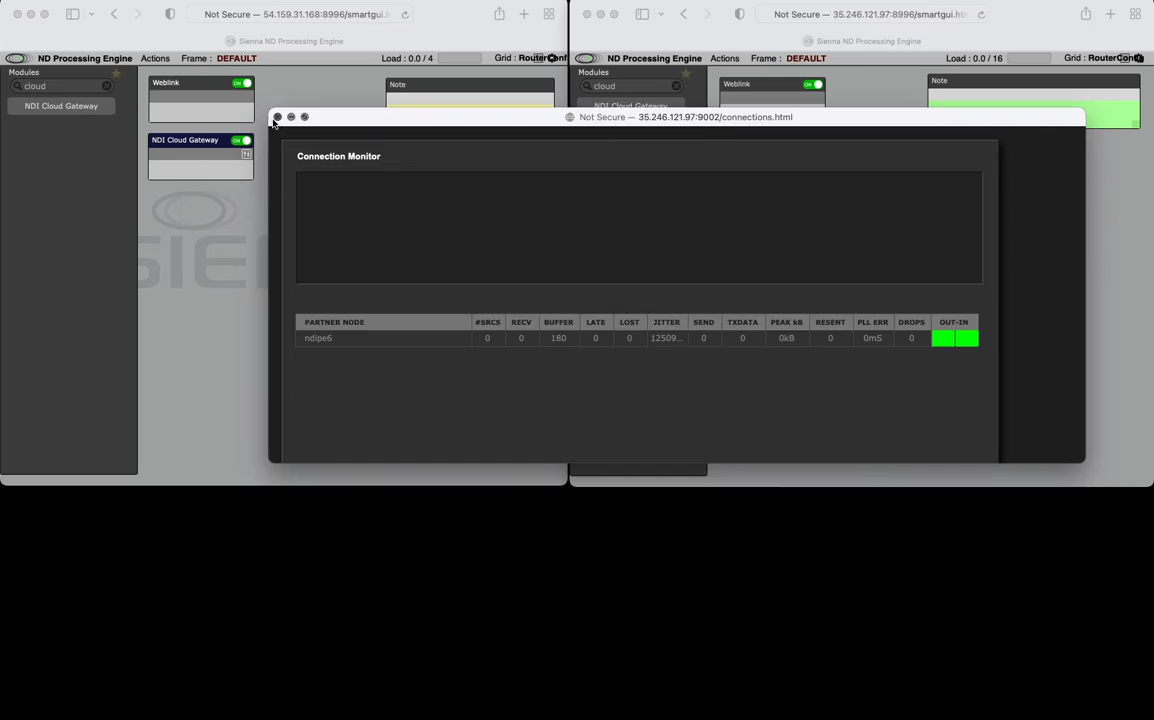 Not Secure — 54.159.31.168:8996/smartgui.h
Sienna ND Processing Engine
ND Processing Engine Actions Frame : DEFAULT Load : 0.0 / 4 Grid :
Modules
cloud
NDI Cloud Gateway
Weblink ON
NDI Cloud Gateway ON
Note
SIEN
Not Secure — 35.246.121.97:8996/smartgui.htm
Sienna ND Processing Engine
ND Processing Engine Actions Frame : DEFAULT Load : 0.0 / 16 Grid :
Modules
cloud
NDI Cloud Gateway
Weblink ON
Note
Not Secure — 35.246.121.97:9002/connections.html
Connection Monitor
PARTNER NODE #SRCS RECV BUFFER LATE LOST JITTER SEND TXDATA PEAK kB RESENT PLL ERR DROPS OUT-IN
ndipe6 0 0 180 0 0 12509... 0 0 0kB 0 0mS 0